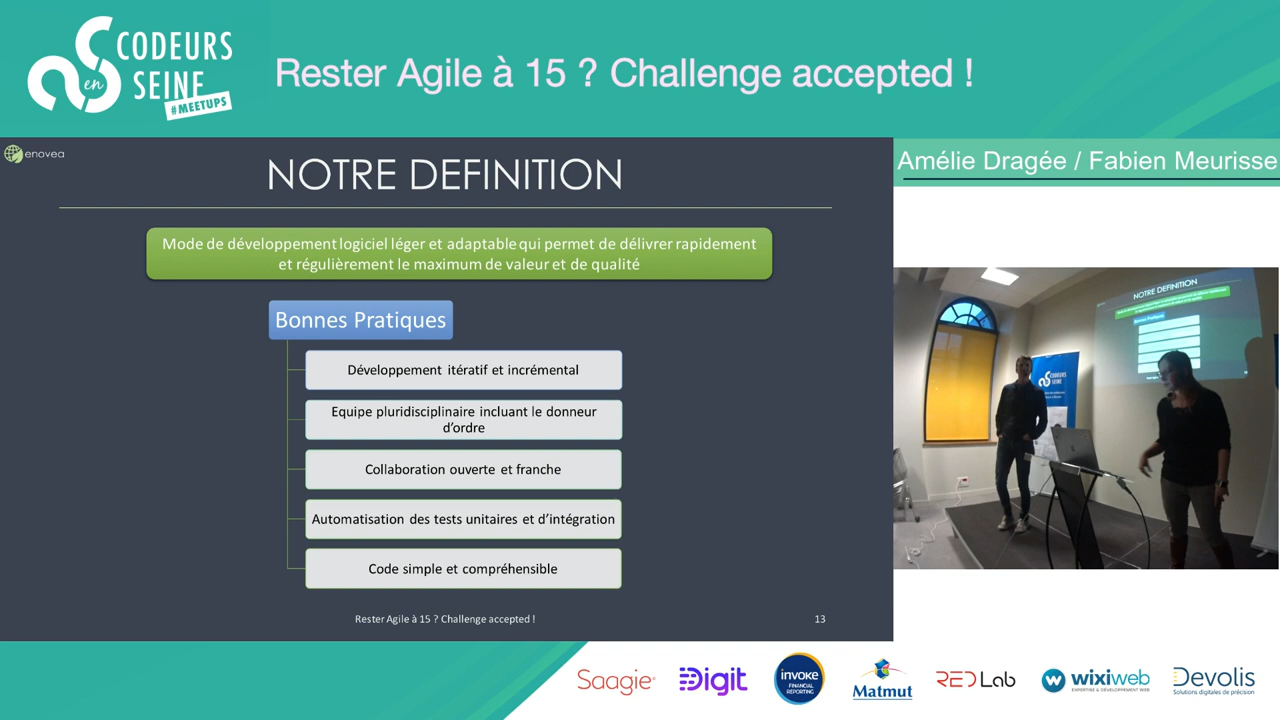 CODEURS
en
SEINE
#MEETUPS
Rester Agile à 15 ? Challenge accepted !
enovea
NOTRE DEFINITION
Amélie Dragée / Fabien Meurisse
Mode de développement logiciel léger et adaptable qui permet de délivrer rapidement
et régulièrement le maximum de valeur et de qualité
Bonnes Pratiques
Développement itératif et incrémental
Equipe pluridisciplinaire incluant le donneur
d'ordre
Collaboration ouverte et franche
Automatisation des tests unitaires et d'intégration
Code simple et compréhensible
Rester Agile à 15 ? Challenge accepted !
13
NOTRE DEFINITION
Bonnes Pratiques
CODEURS
SEINE
Saagie
Digit
invoke
FINANCIAL
REPORTING
Matmut
RED Lab
wixiweb
EXPERTISE & DÉVELOPPEMENT WEB
Devolis
Solutions digitales de précision